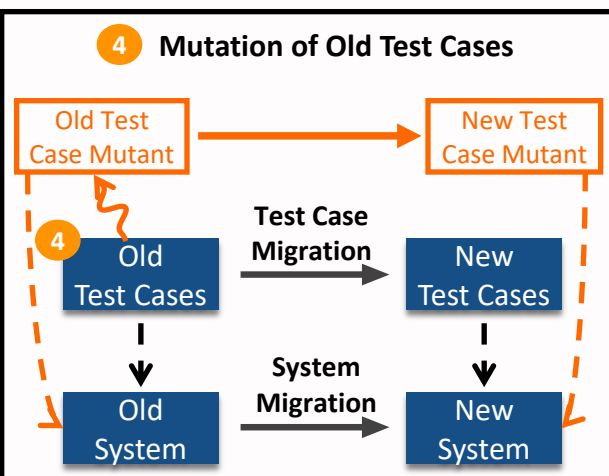 4 Mutation of Old Test Cases
Old Test
Case Mutant
New Test
Case Mutant
4
Test Case
Migration
Old
Test Cases
New
Test Cases
System
Migration
Old
System
New
System